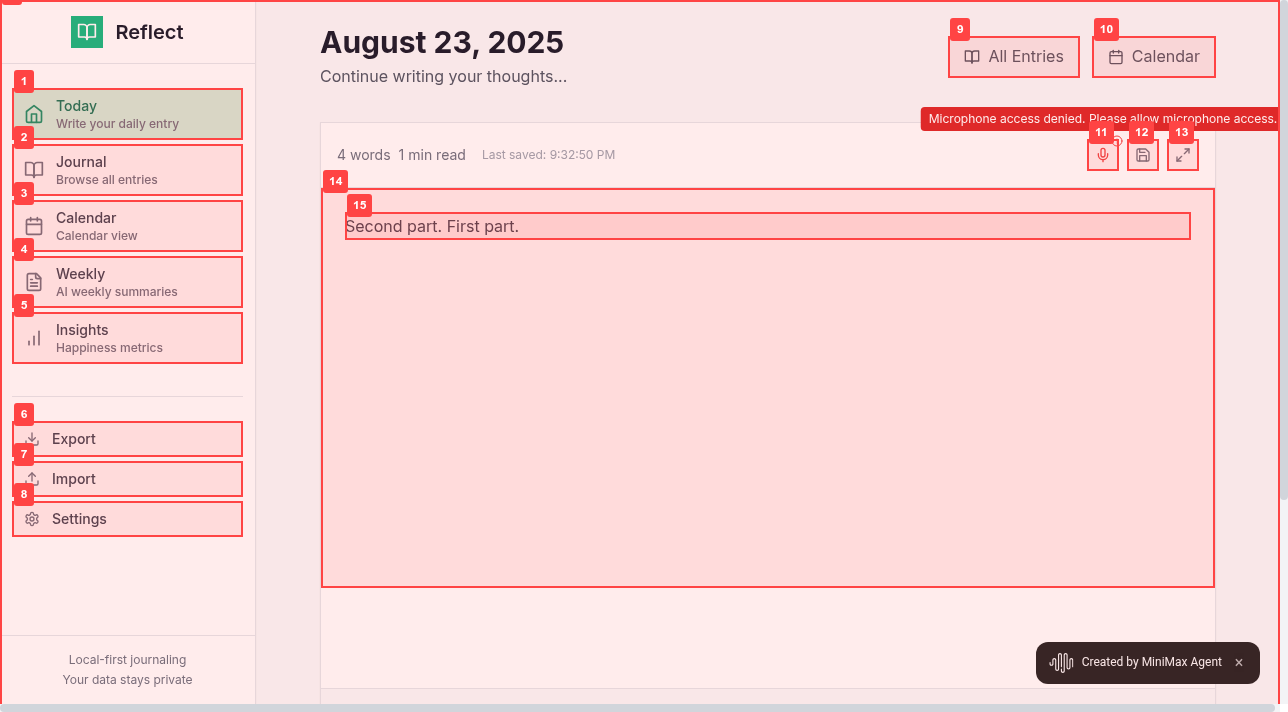 Reflect
1
Today
Write your daily entry
2
Journal
Browse all entries
3
Calendar
Calendar view
4
Weekly
AI weekly summaries
5
Insights
Happiness metrics
6
Export
7
Import
8
Settings
Local-first journaling
Your data stays private
August 23, 2025
Continue writing your thoughts...
9
All Entries
10
Calendar
Microphone access denied. Please allow microphone access.
4 words 1 min read Last saved: 9:32:50 PM
11
12
13
14
15
Second part. First part.
Created by MiniMax Agent ×